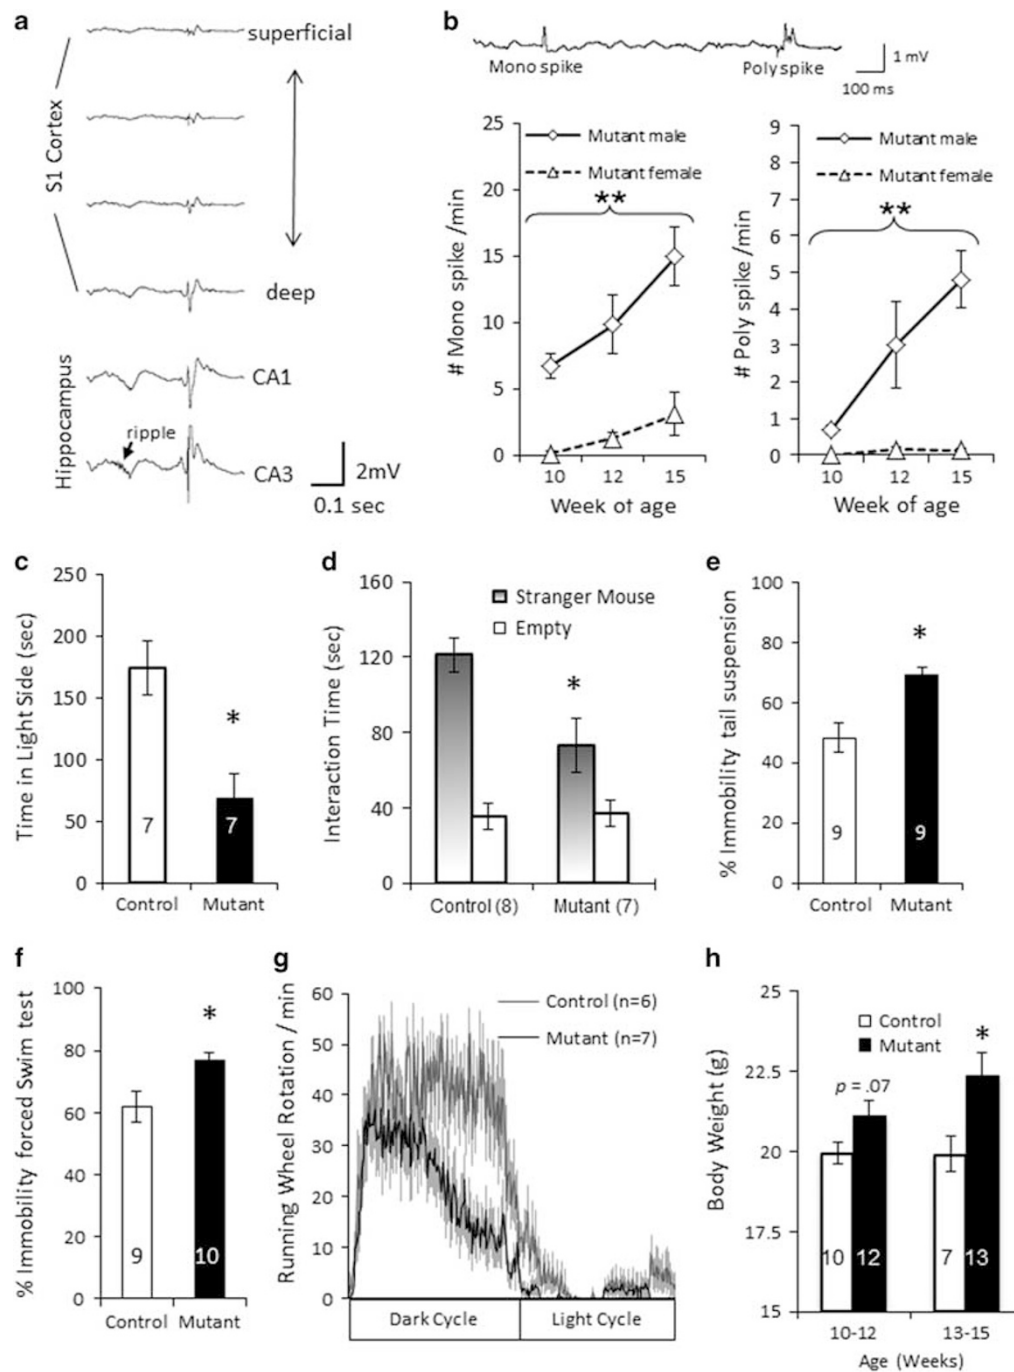 a
superficial
S1 Cortex
deep
Hippocampus
CA1
ripple
CA3
2mV
0.1 sec
b
Mono spike
Poly spike
1 mV
100 ms
25
20
15
10
5
0
# Mono spike /min
Mutant male
Mutant female
**
10 12 15
Week of age
9
8
7
6
5
4
3
2
1
0
# Poly spike /min
Mutant male
Mutant female
**
10 12 15
Week of age
c
250
200
150
100
50
0
Time in Light Side (sec)
*
7 7
Control Mutant
d
160
120
80
40
0
Interaction Time (sec)
Stranger Mouse
Empty
*
Control (8) Mutant (7)
e
100
80
60
40
20
0
% Immobility tail suspension
*
9 9
Control Mutant
f
100
80
60
40
20
0
% Immobility forced Swim test
*
9 10
Control Mutant
g
60
50
40
30
20
10
0
Running Wheel Rotation / min
Control (n=6)
Mutant (n=7)
Dark Cycle Light Cycle
h
25
22.5
20
17.5
15
Body Weight (g)
Control
Mutant
*
p = .07
10 12 7 13
10-12 13-15
Age (Weeks)